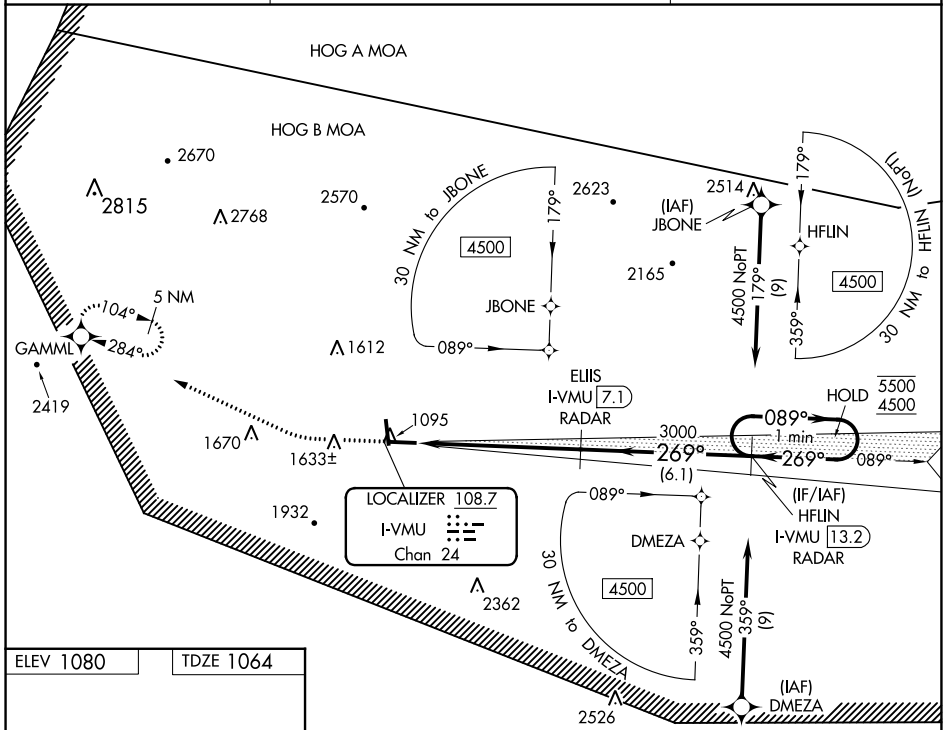 HOG A MOA
HOG B MOA
2670
2815
2768
2570
30 NM to JBONE
4500
179°
JBONE
089°
2623
2514
(IAF)
JBONE
2165
4500 NoPT
179°
(9)
179°
HFLIN
359°
4500
30 NM to HFLIN (NoPT)
104°
5 NM
284°
GAMML
2419
1612
ELIIS
I-VMU 7.1
RADAR
HOLD
5500
4500
089°
1 min
269°
089°
1095
3000
269°
(6.1)
1670
1633±
(IF/IAF)
HFLIN
I-VMU 13.2
RADAR
LOCALIZER 108.7
I-VMU
Chan 24
1932
089°
DMEZA
4500
359°
30 NM to DMEZA
2362
4500 NoPT
359°
(9)
(IAF)
DMEZA
2526
ELEV 1080
TDZE 1064